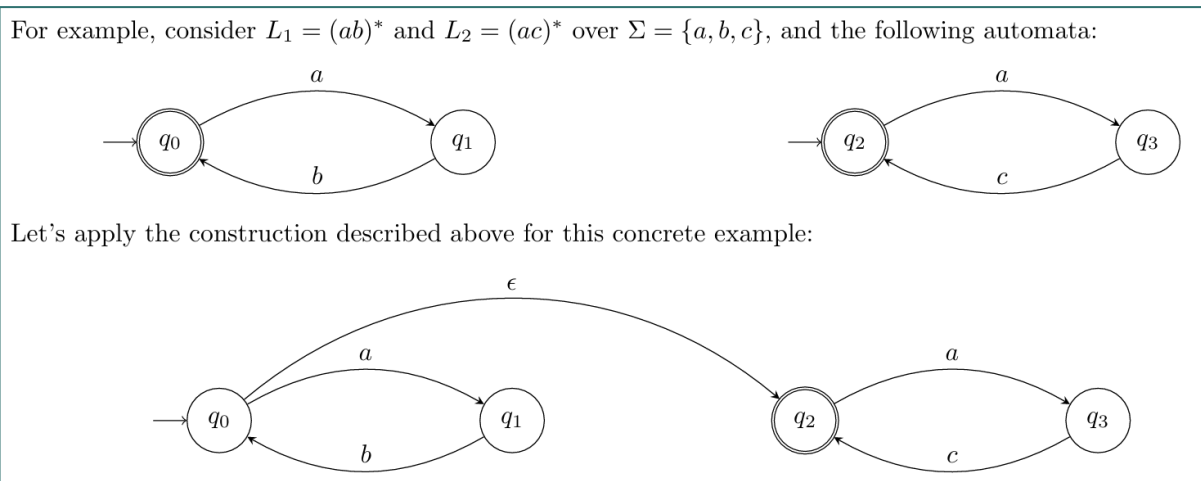 For example, consider L₁ = (ab)* and L₂ = (ac)* over Σ = {a, b, c}, and the following automata:
a
a
q₀
q₁
q₂
q₃
b
c
Let's apply the construction described above for this concrete example:
ϵ
a
a
q₀
q₁
q₂
q₃
b
c